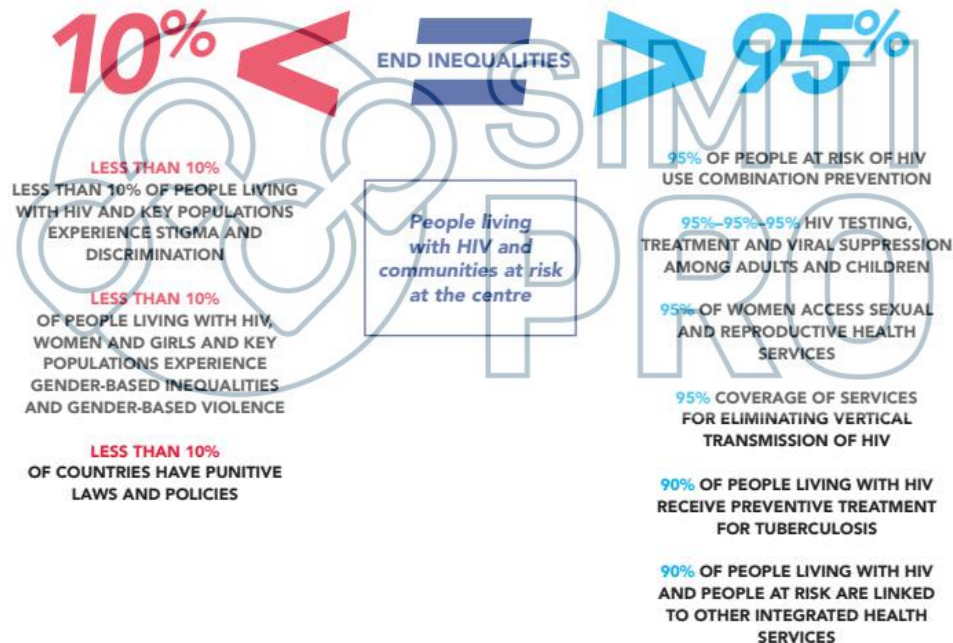 10% < = > 95%
END INEQUALITIES
SIMTI
PRO
LESS THAN 10%
LESS THAN 10% OF PEOPLE LIVING
WITH HIV AND KEY POPULATIONS
EXPERIENCE STIGMA AND
DISCRIMINATION
LESS THAN 10%
OF PEOPLE LIVING WITH HIV,
WOMEN AND GIRLS AND KEY
POPULATIONS EXPERIENCE
GENDER-BASED INEQUALITIES
AND GENDER-BASED VIOLENCE
LESS THAN 10%
OF COUNTRIES HAVE PUNITIVE
LAWS AND POLICIES
People living
with HIV and
communities at risk
at the centre
95% OF PEOPLE AT RISK OF HIV
USE COMBINATION PREVENTION
95%–95%–95% HIV TESTING,
TREATMENT AND VIRAL SUPPRESSION
AMONG ADULTS AND CHILDREN
95% OF WOMEN ACCESS SEXUAL
AND REPRODUCTIVE HEALTH
SERVICES
95% COVERAGE OF SERVICES
FOR ELIMINATING VERTICAL
TRANSMISSION OF HIV
90% OF PEOPLE LIVING WITH HIV
RECEIVE PREVENTIVE TREATMENT
FOR TUBERCULOSIS
90% OF PEOPLE LIVING WITH HIV
AND PEOPLE AT RISK ARE LINKED
TO OTHER INTEGRATED HEALTH
SERVICES